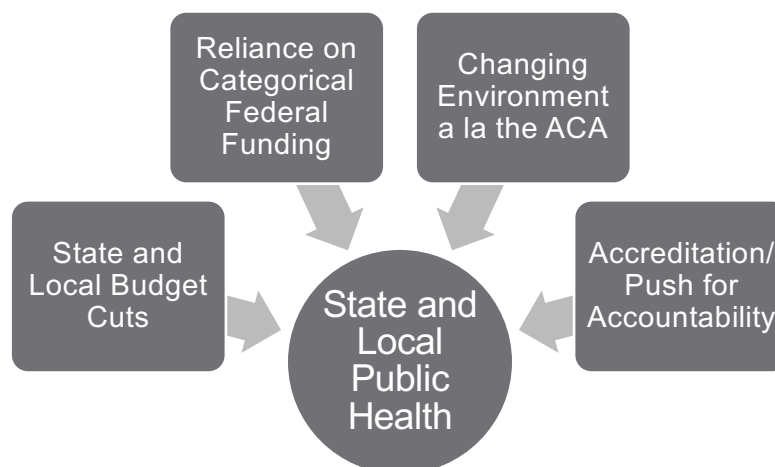 Reliance on
Categorical
Federal
Funding
Changing
Environment
a la the ACA
State and
Local Budget
Cuts
Accreditation/
Push for
Accountability
State and
Local
Public
Health